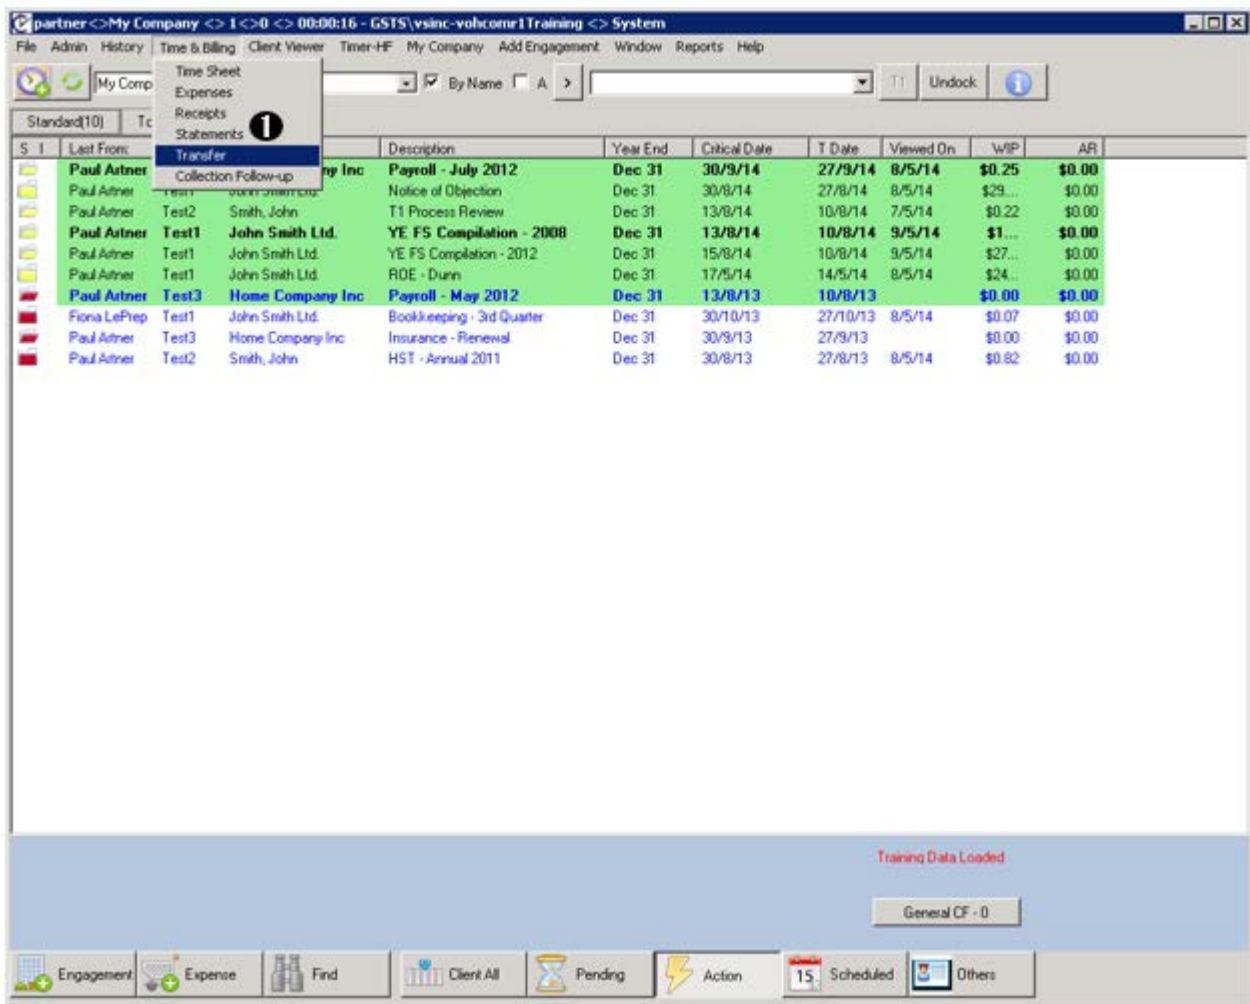 partner<>My Company <> 1<>0 <> 00:00:16 - GSTS\vsinc-vohcomr1Training <> System
File Admin History Time & Billing Client Viewer Timer-HF My Company Add Engagement Window Reports Help
My Comp By Name A > T1 Undock
Time Sheet
Expenses
Receipts
Statements 1
Transfer
Collection Follow-up
Standard(10)
S I Last From: Description Year End Critical Date T Date Viewed On WIP AR
Paul Artner ny Inc Payroll - July 2012 Dec 31 30/9/14 27/9/14 8/5/14 $0.25 $0.00
Paul Artner Test1 John Smith Ltd. Notice of Objection Dec 31 30/8/14 27/8/14 8/5/14 $29... $0.00
Paul Artner Test2 Smith, John T1 Process Review Dec 31 13/8/14 10/8/14 7/5/14 $0.22 $0.00
Paul Artner Test1 John Smith Ltd. YE FS Compilation - 2008 Dec 31 13/8/14 10/8/14 9/5/14 $1... $0.00
Paul Artner Test1 John Smith Ltd. YE FS Compilation - 2012 Dec 31 15/8/14 10/8/14 9/5/14 $27... $0.00
Paul Artner Test1 John Smith Ltd. ROE - Dunn Dec 31 17/5/14 14/5/14 8/5/14 $24... $0.00
Paul Artner Test3 Home Company Inc Payroll - May 2012 Dec 31 13/8/13 10/8/13 $0.00 $0.00
Fiona LePrep Test1 John Smith Ltd. Bookkeeping - 3rd Quarter Dec 31 30/10/13 27/10/13 8/5/14 $0.07 $0.00
Paul Artner Test3 Home Company Inc Insurance - Renewal Dec 31 30/9/13 27/9/13 $0.00 $0.00
Paul Artner Test2 Smith, John HST - Annual 2011 Dec 31 30/8/13 27/8/13 8/5/14 $0.82 $0.00
Training Data Loaded
General CF - 0
Engagement Expense Find Client All Pending Action 15 Scheduled Others